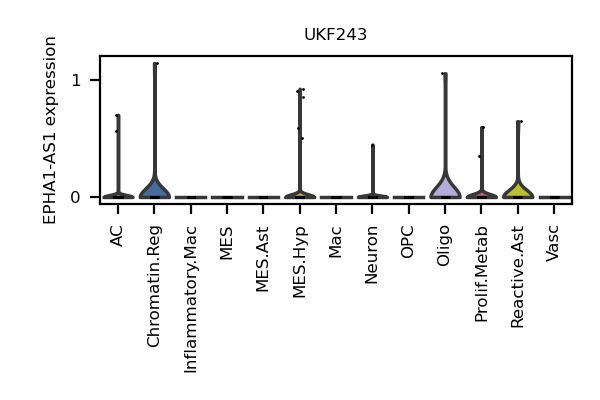 UKF243
EPHA1-AS1 expression
1
0
AC
Chromatin.Reg
Inflammatory.Mac
MES
MES.Ast
MES.Hyp
Mac
Neuron
OPC
Oligo
Prolif.Metab
Reactive.Ast
Vasc